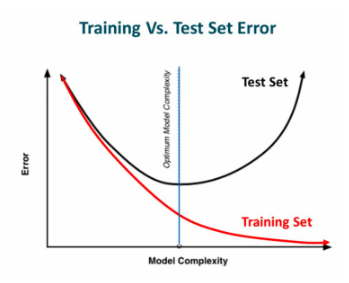 Training Vs. Test Set Error
Test Set
Optimum Model Complexity
Error
Training Set
Model Complexity